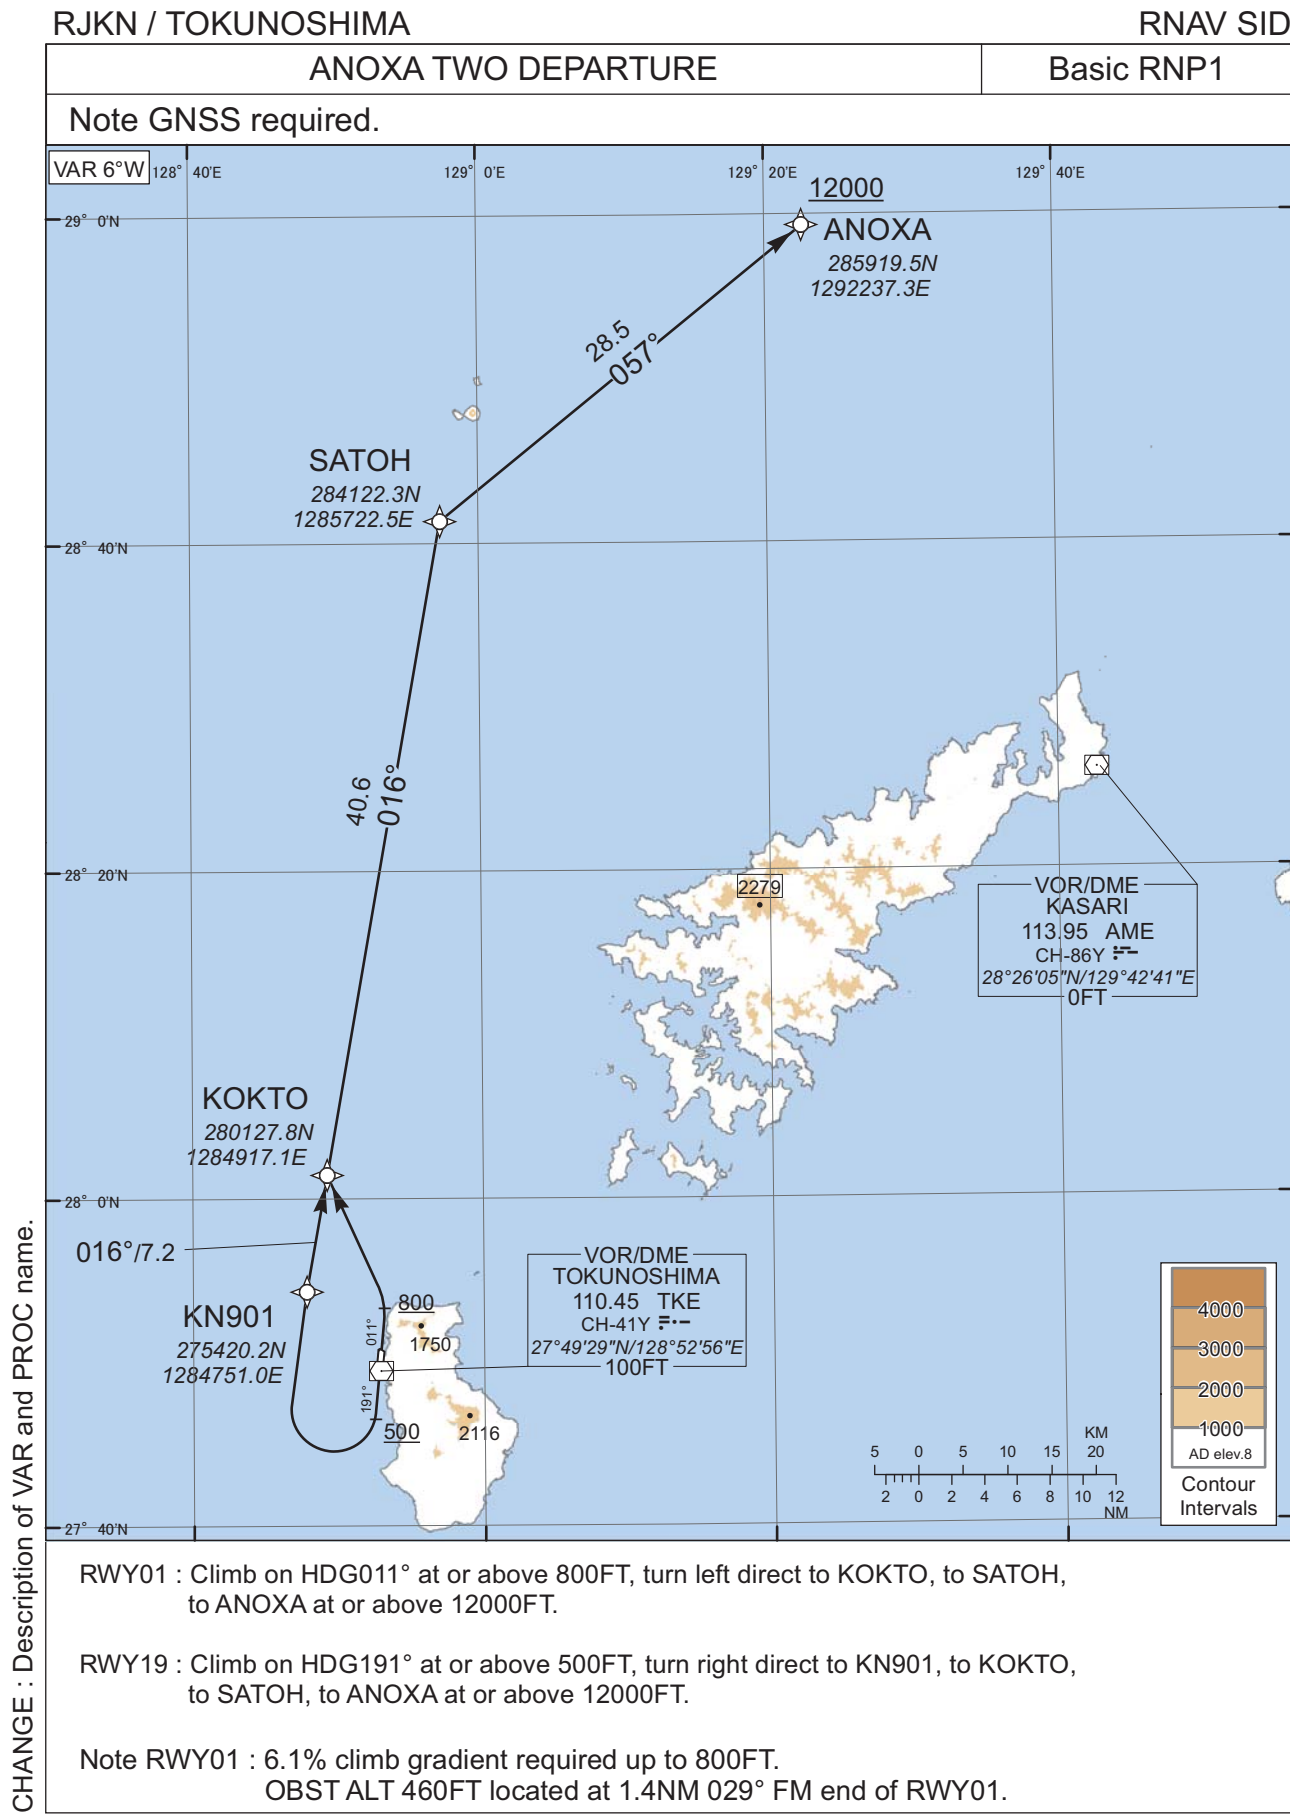 RJKN / TOKUNOSHIMA
RNAV SID
ANOXA TWO DEPARTURE
Basic RNP1
Note GNSS required.
VAR 6°W
128° 40'E
129° 0'E
129° 20'E
129° 40'E
12000
29° 0'N
ANOXA
285919.5N
1292237.3E
28.5
057°
SATOH
284122.3N
1285722.5E
28° 40'N
40.6
016°
28° 20'N
2279
VOR/DME
KASARI
113.95 AME
CH-86Y
28°26'05"N/129°42'41"E
0FT
KOKTO
280127.8N
1284917.1E
28° 0'N
016°/7.2
KN901
275420.2N
1284751.0E
800
011°
1750
VOR/DME
TOKUNOSHIMA
110.45 TKE
CH-41Y
27°49'29"N/128°52'56"E
100FT
191°
500
2116
4000
3000
2000
1000
AD elev.8
Contour
Intervals
KM
5 0 5 10 15 20
2 0 2 4 6 8 10 12
NM
27° 40'N
RWY01 : Climb on HDG011° at or above 800FT, turn left direct to KOKTO, to SATOH,
to ANOXA at or above 12000FT.
RWY19 : Climb on HDG191° at or above 500FT, turn right direct to KN901, to KOKTO,
to SATOH, to ANOXA at or above 12000FT.
Note RWY01 : 6.1% climb gradient required up to 800FT.
OBST ALT 460FT located at 1.4NM 029° FM end of RWY01.
CHANGE : Description of VAR and PROC name.